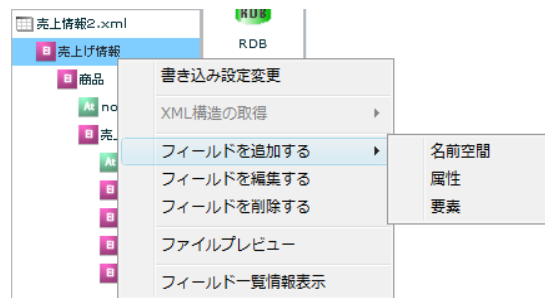 売上情報2.xml
RDB
RDB
売上げ情報
商品
no
売
書き込み設定変更
XML構造の取得
フィールドを追加する
フィールドを編集する
フィールドを削除する
ファイルプレビュー
フィールド一覧情報表示
名前空間
属性
要素